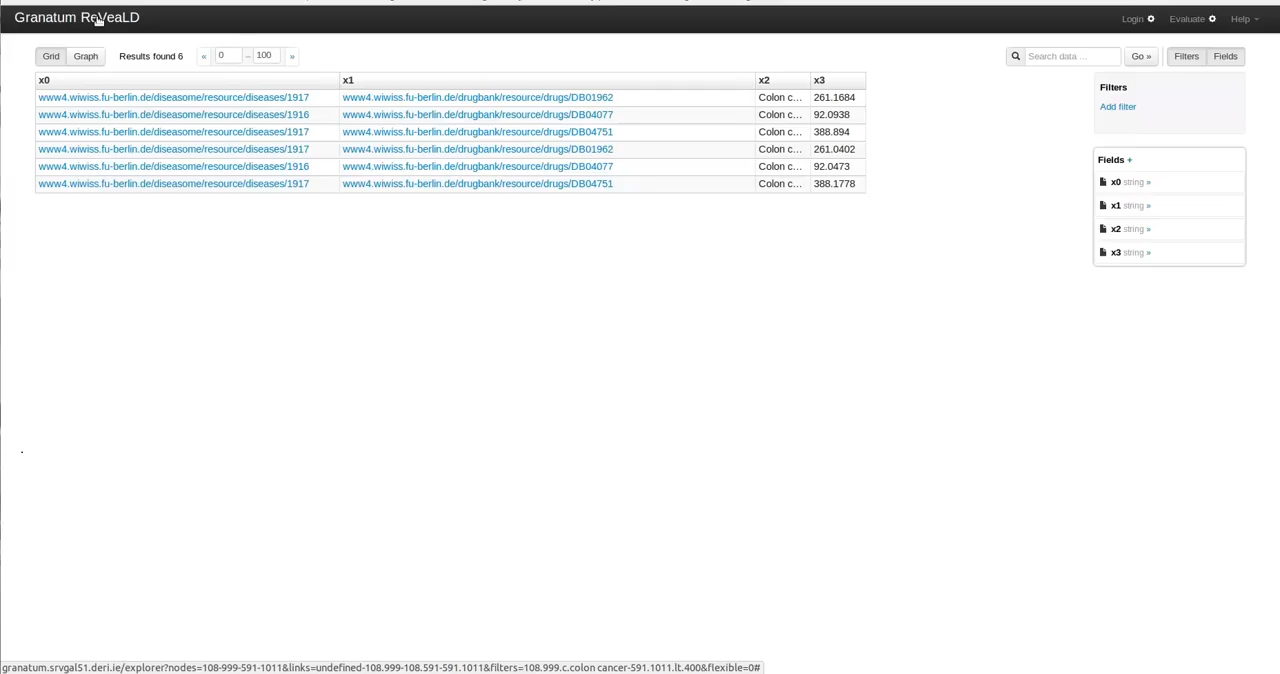 Granatum ReVeaLD Login Evaluate Help
Grid Graph Results found 6 « 0 – 100 » Search data ... Go » Filters Fields
x0 x1 x2 x3
www4.wiwiss.fu-berlin.de/diseasome/resource/diseases/1917 www4.wiwiss.fu-berlin.de/drugbank/resource/drugs/DB01962 Colon c... 261.1684
www4.wiwiss.fu-berlin.de/diseasome/resource/diseases/1916 www4.wiwiss.fu-berlin.de/drugbank/resource/drugs/DB04077 Colon c... 92.0938
www4.wiwiss.fu-berlin.de/diseasome/resource/diseases/1917 www4.wiwiss.fu-berlin.de/drugbank/resource/drugs/DB04751 Colon c... 388.894
www4.wiwiss.fu-berlin.de/diseasome/resource/diseases/1917 www4.wiwiss.fu-berlin.de/drugbank/resource/drugs/DB01962 Colon c... 261.0402
www4.wiwiss.fu-berlin.de/diseasome/resource/diseases/1916 www4.wiwiss.fu-berlin.de/drugbank/resource/drugs/DB04077 Colon c... 92.0473
www4.wiwiss.fu-berlin.de/diseasome/resource/diseases/1917 www4.wiwiss.fu-berlin.de/drugbank/resource/drugs/DB04751 Colon c... 388.1778
Filters
Add filter
Fields +
x0 string »
x1 string »
x2 string »
x3 string »
granatum.srvgal51.deri.ie/explorer?nodes=108-999-591-1011&links=undefined-108.999-108.591-591.1011&filters=108.999.c.colon cancer-591.1011.lt.400&flexible=0#